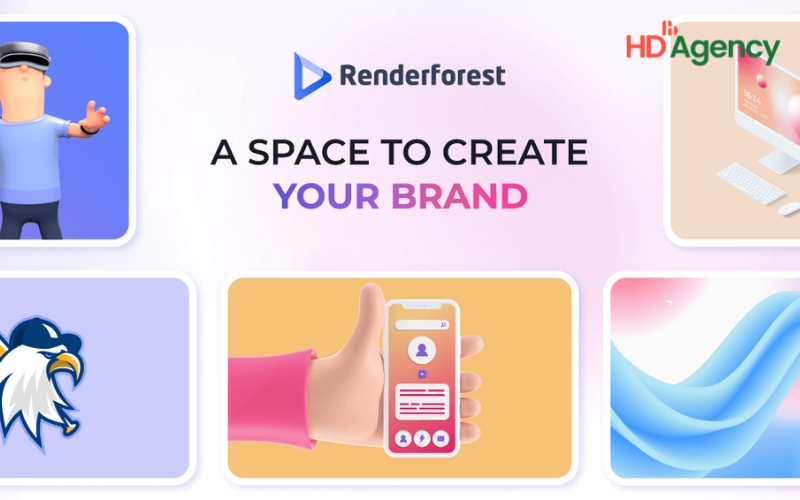 HD Agency
Renderforest
A SPACE TO CREATE
YOUR BRAND
?